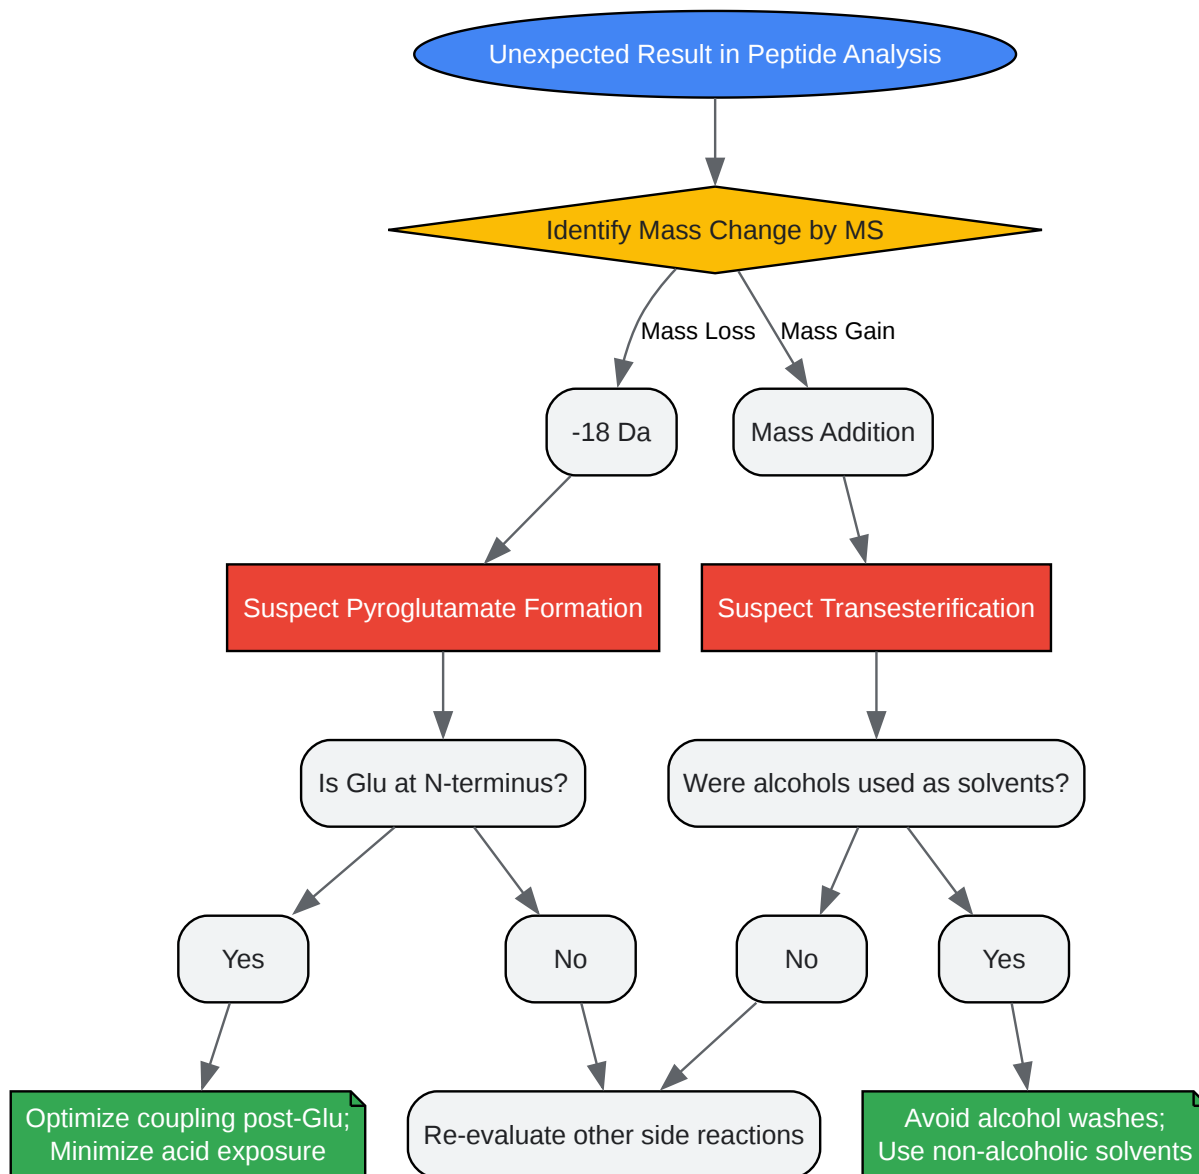 Unexpected Result in Peptide Analysis
Identify Mass Change by MS
Mass Loss
Mass Gain
-18 Da
Mass Addition
Suspect Pyroglutamate Formation
Suspect Transesterification
Is Glu at N-terminus?
Were alcohols used as solvents?
Yes
No
No
Yes
Optimize coupling post-Glu;
Minimize acid exposure
Re-evaluate other side reactions
Avoid alcohol washes;
Use non-alcoholic solvents